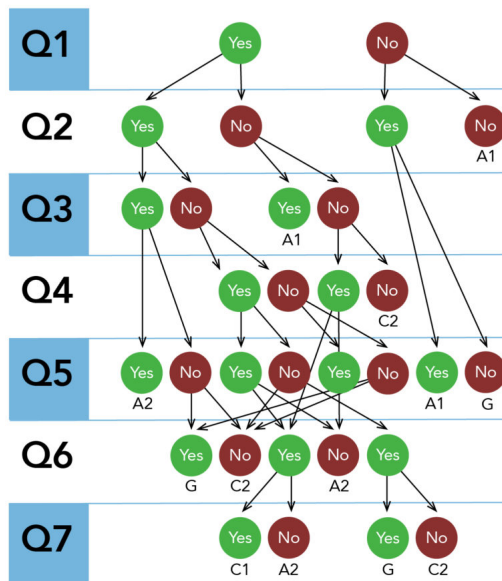 Q1 Yes No
Q2 Yes No Yes No
A1
Q3 Yes No Yes No
A1
Q4 Yes No Yes No
C2
Q5 Yes No Yes No Yes No Yes No
A2 A1 G
Q6 Yes No Yes No Yes
G C2 A2
Q7 Yes No Yes No
C1 A2 G C2